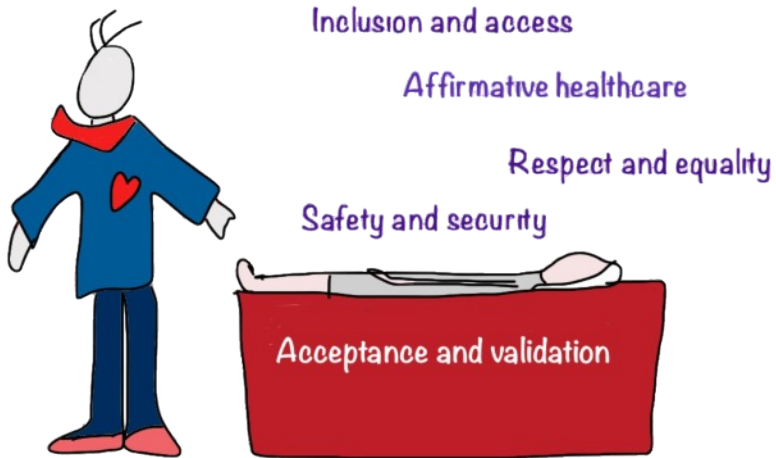 Inclusion and access
Affirmative healthcare
Respect and equality
Safety and security
Acceptance and validation